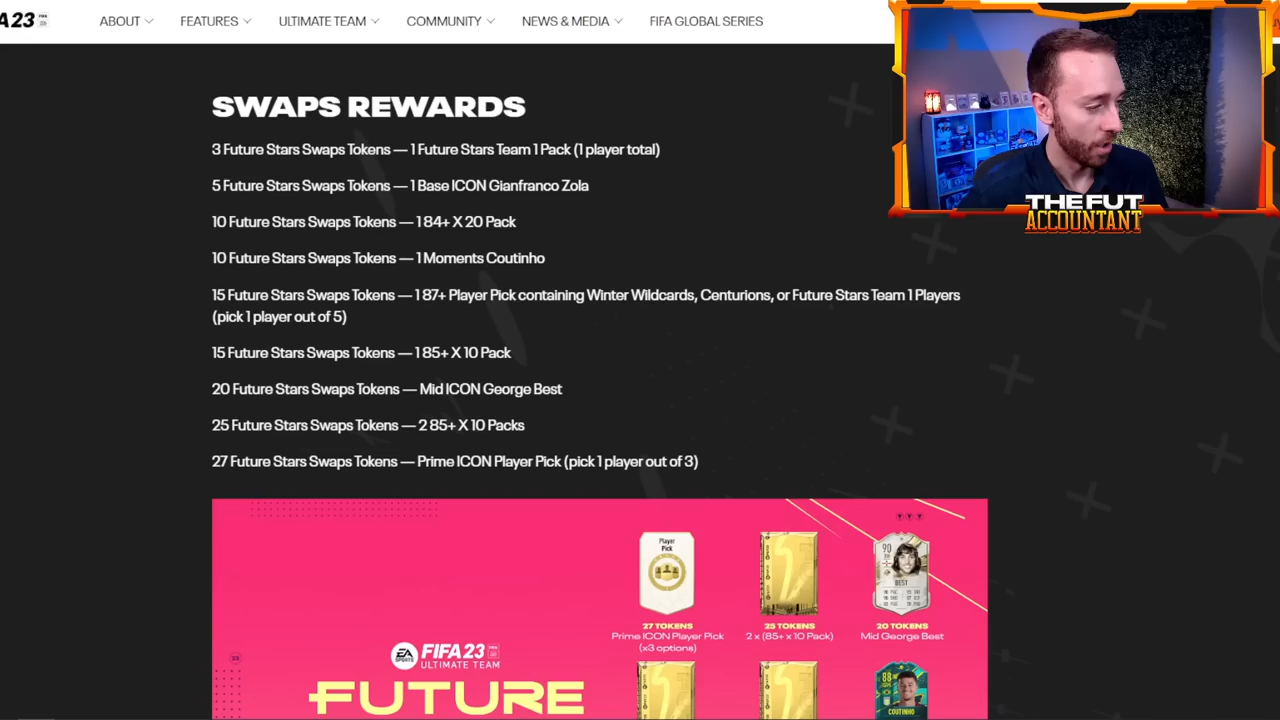 A 23
ABOUT
FEATURES
ULTIMATE TEAM
COMMUNITY
NEWS & MEDIA
FIFA GLOBAL SERIES
THE FUT
ACCOUNTANT
SWAPS REWARDS
3 Future Stars Swaps Tokens — 1 Future Stars Team 1 Pack (1 player total)
5 Future Stars Swaps Tokens — 1 Base ICON Gianfranco Zola
10 Future Stars Swaps Tokens — 1 84+ X 20 Pack
10 Future Stars Swaps Tokens — 1 Moments Coutinho
15 Future Stars Swaps Tokens — 1 87+ Player Pick containing Winter Wildcards, Centurions, or Future Stars Team 1 Players
(pick 1 player out of 5)
15 Future Stars Swaps Tokens — 1 85+ X 10 Pack
20 Future Stars Swaps Tokens — Mid ICON George Best
25 Future Stars Swaps Tokens — 2 85+ X 10 Packs
27 Future Stars Swaps Tokens — Prime ICON Player Pick (pick 1 player out of 3)
Player
Pick
90
BEST
27 TOKENS
Prime ICON Player Pick
(x3 options)
25 TOKENS
2 x (85+ x 10 Pack)
20 TOKENS
Mid George Best
EA SPORTS
FIFA 23
ULTIMATE TEAM
FUTURE
88
COUTINHO